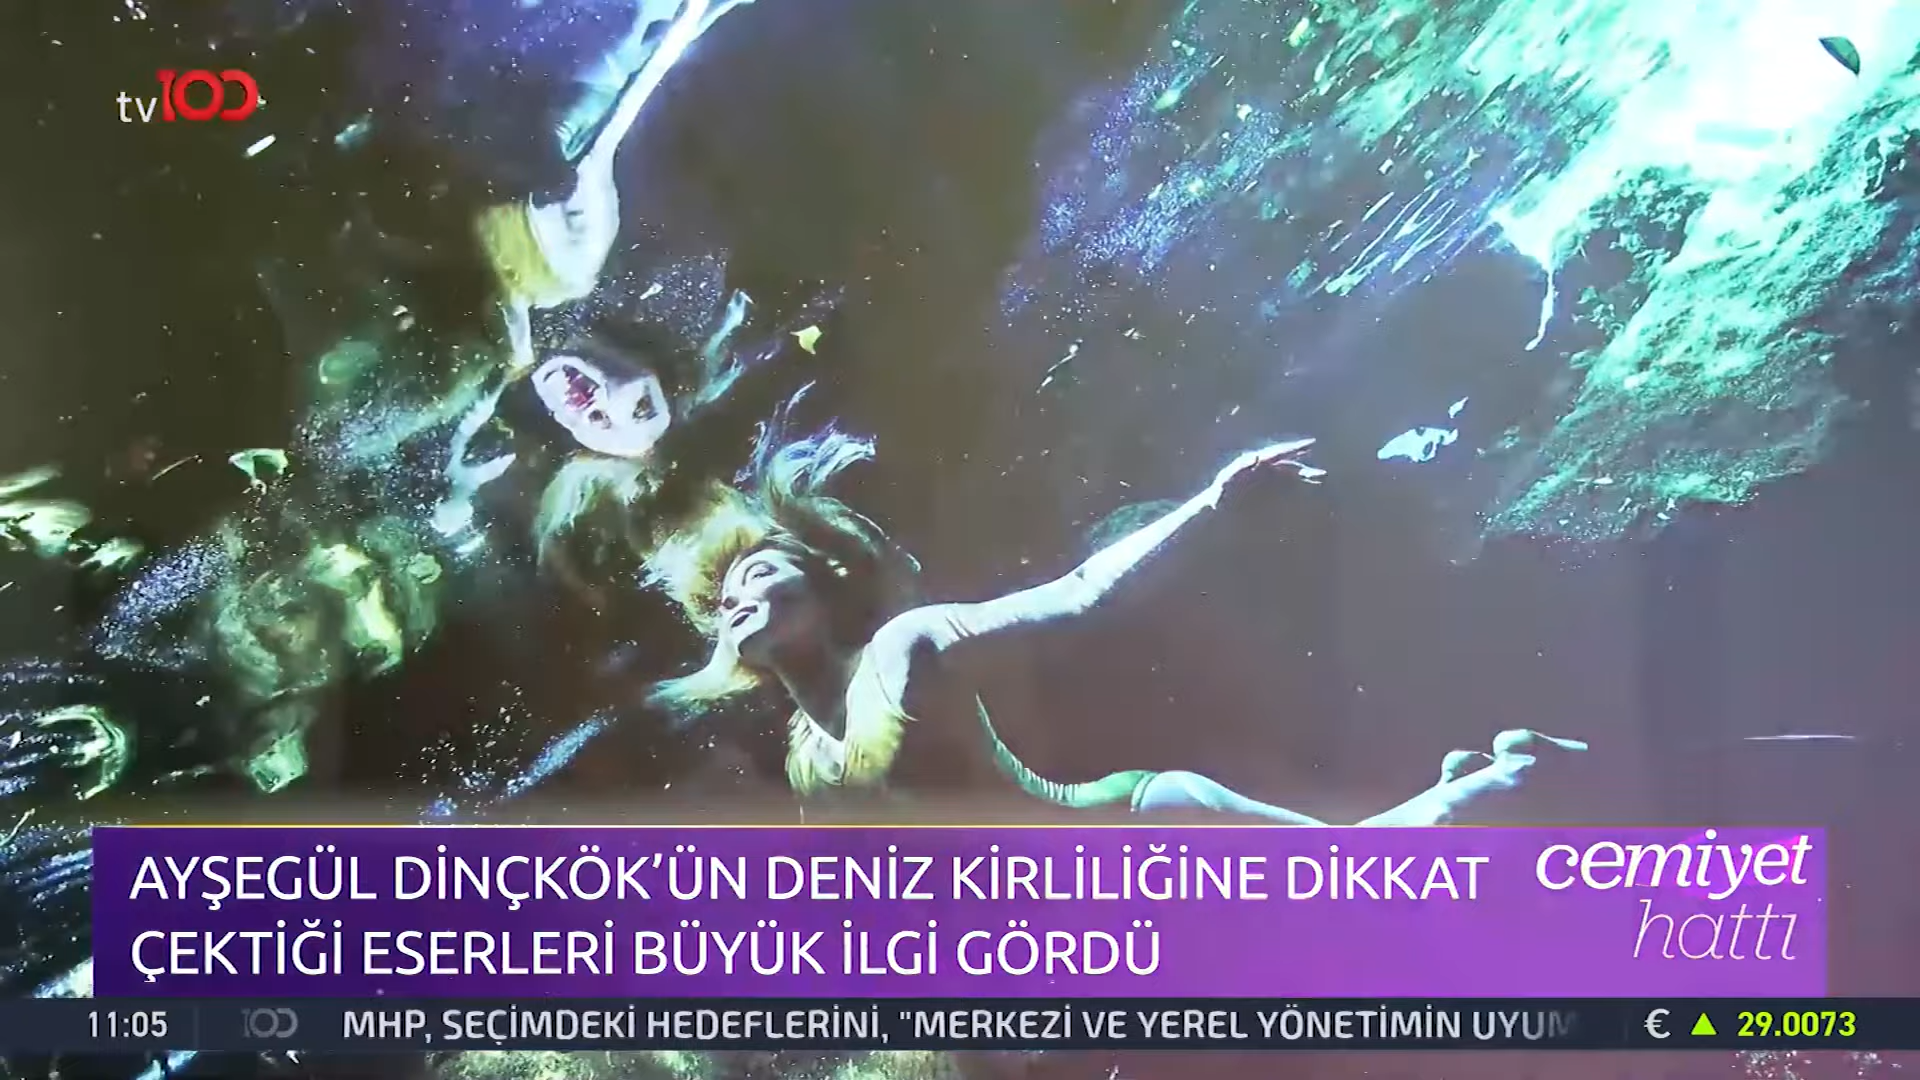 tv100
AYŞEGÜL DİNÇKÖK’ÜN DENİZ KİRLİLİĞİNE DİKKAT
ÇEKTİĞİ ESERLERİ BÜYÜK İLGİ GÖRDÜ
cemiyet
hattı
11:05 100 MHP, SEÇİMDEKİ HEDEFLERİNİ, "MERKEZİ VE YEREL YÖNETİMİN € ▲ 29.0073